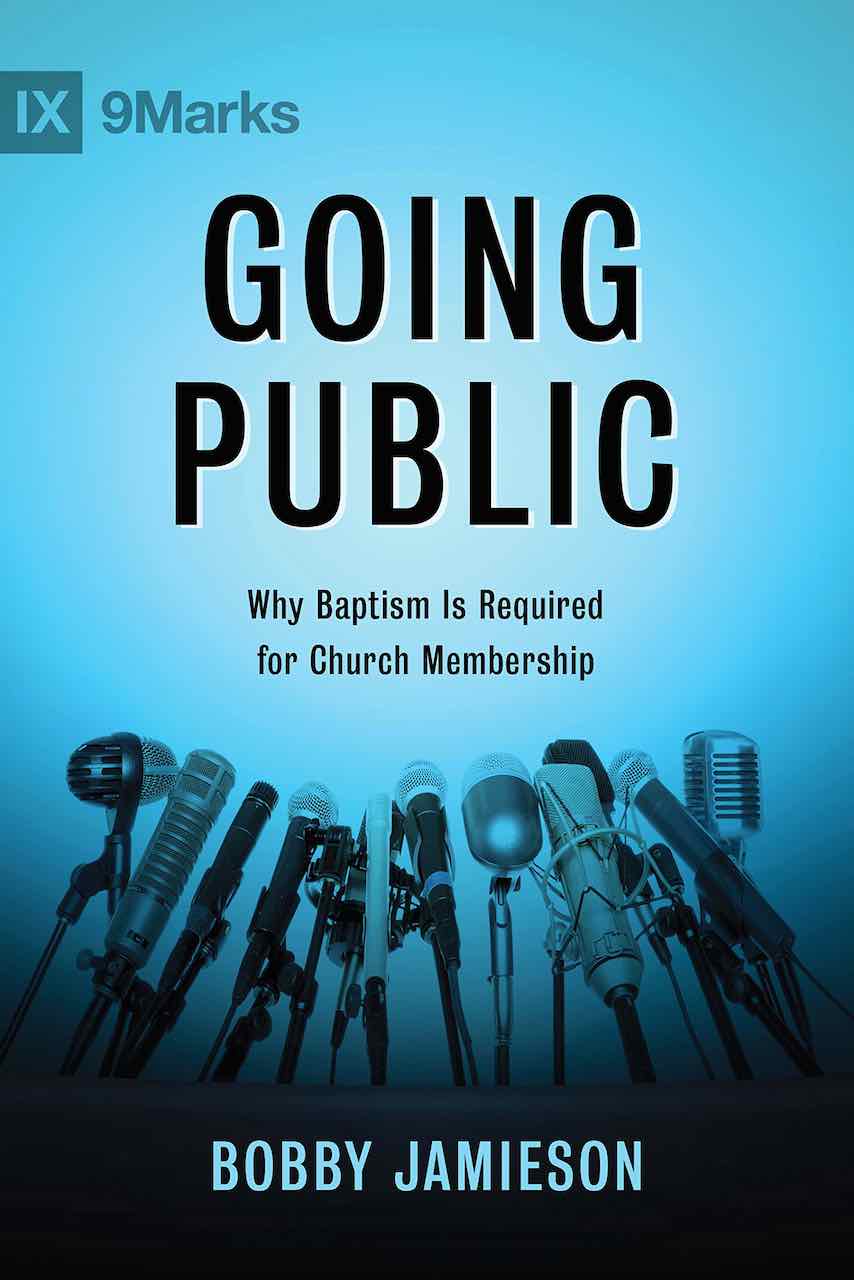 IX 9Marks
GOING
PUBLIC
Why Baptism Is Required
for Church Membership
BOBBY JAMIESON